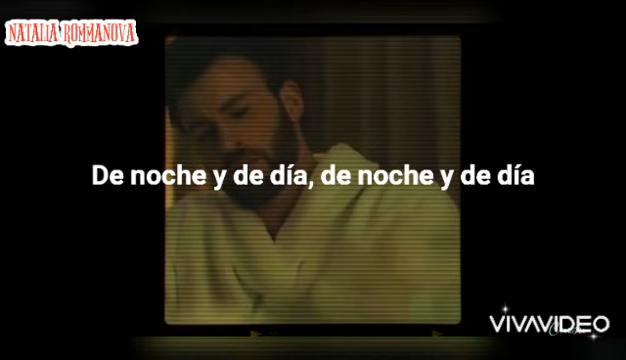 NATALIA ROMMANOVA
De noche y de día, de noche y de día
VIVAVIDEO